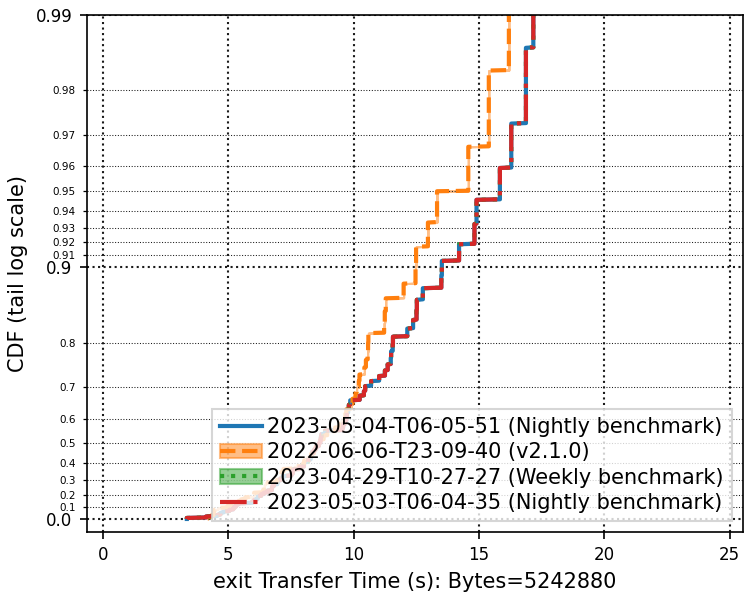 0.99
0.98
0.97
0.96
0.95
0.94
0.93
0.92
0.91
0.9
0.8
0.7
0.6
0.5
0.4
0.3
0.2
0.1
0.0
CDF (tail log scale)
2023-05-04-T06-05-51 (Nightly benchmark)
2022-06-06-T23-09-40 (v2.1.0)
2023-04-29-T10-27-27 (Weekly benchmark)
2023-05-03-T06-04-35 (Nightly benchmark)
0 5 10 15 20 25
exit Transfer Time (s): Bytes=5242880